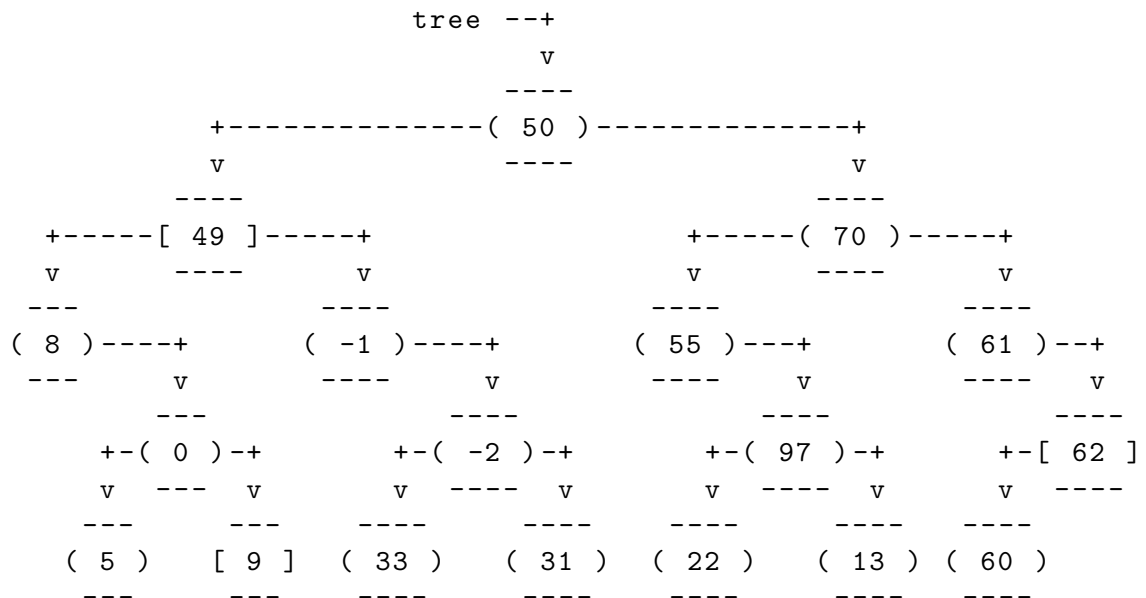 tree --+
                                v
                              ----
            +---------------( 50 )---------------+
            v                 ----               v
          ----                                 ----
  +-----[ 49 ]-----+                   +-----( 70 )-----+
  v       ----     v                   v       ----     v
 ---             ----                ----             ----
( 8 )----+      ( -1 )----+        ( 55 )---+        ( 61 )--+
 ---     v       ----     v         ----    v         ----   v
        ---             ----              ----             ----
     +-( 0 )-+       +-( -2 )-+        +-( 97 )-+       +-[ 62 ]
     v  ---  v       v  ----  v        v  ----  v       v  ----
    ---     ---     ----     ----     ----     ----   ----
   ( 5 )   [ 9 ]   ( 33 )   ( 31 )   ( 22 )   ( 13 ) ( 60 )
    ---     ---     ----     ----     ----     ----   ----